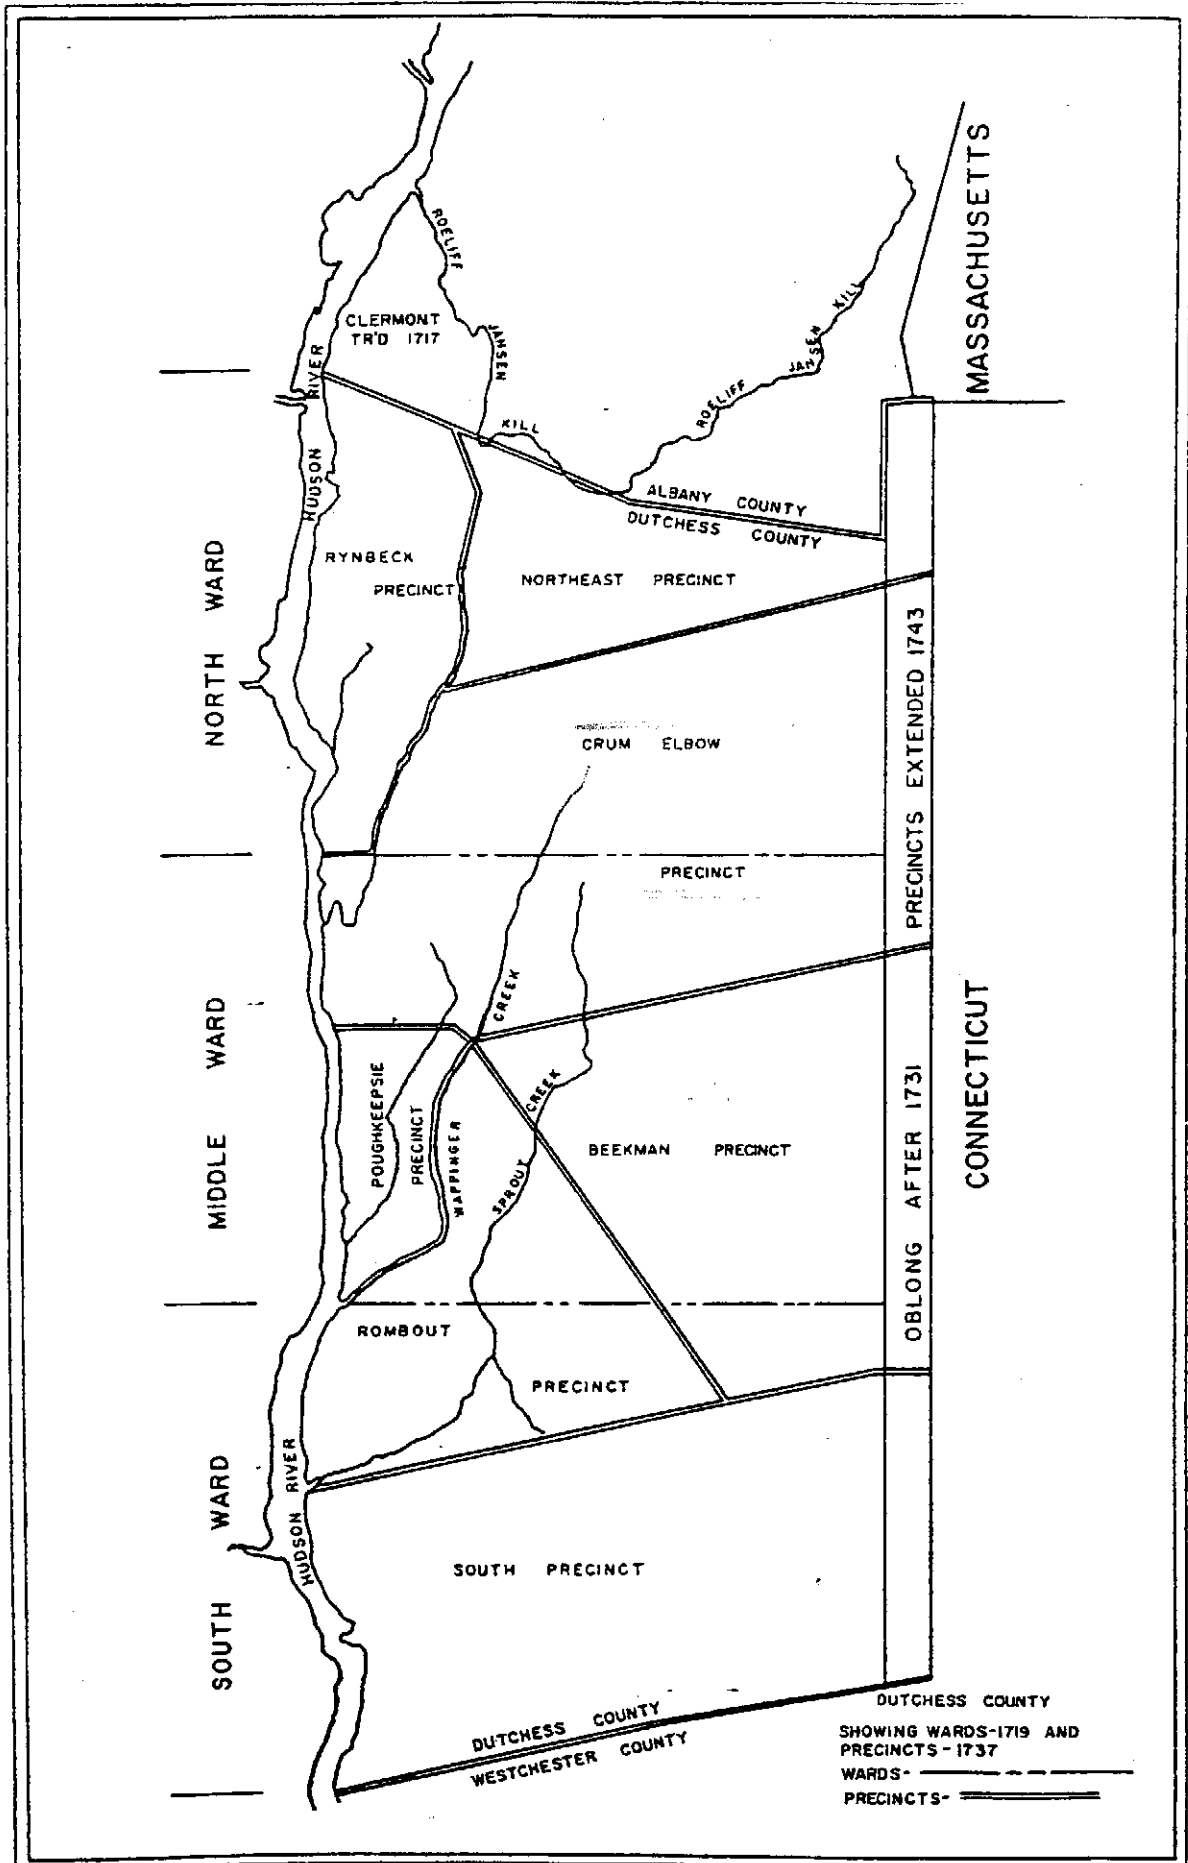 MASSACHUSETTS
ROELIFF
JANSEN
KILL
CLERMONT
TR'D 1717
ROELIFF JANSEN KILL
HUDSON RIVER
ALBANY COUNTY
DUTCHESS COUNTY
NORTH WARD
RYNBECK
PRECINCT
NORTHEAST PRECINCT
PRECINCTS EXTENDED 1743
CRUM ELBOW
PRECINCT
MIDDLE WARD
CREEK
WAPPINGER
POUGHKEEPSIE
PRECINCT
SPROUT CREEK
BEEKMAN PRECINCT
OBLONG AFTER 1731
CONNECTICUT
ROMBOUT
PRECINCT
SOUTH WARD
HUDSON RIVER
SOUTH PRECINCT
DUTCHESS COUNTY
WESTCHESTER COUNTY
DUTCHESS COUNTY
SHOWING WARDS-1719 AND
PRECINCTS-1737
WARDS-
PRECINCTS-